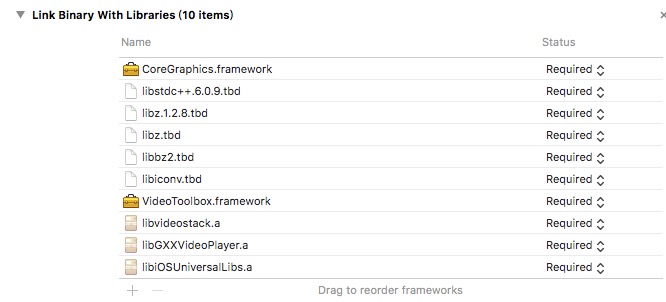 Link Binary With Libraries (10 items)
Name Status
CoreGraphics.framework Required
libstdc++.6.0.9.tbd Required
libz.1.2.8.tbd Required
libz.tbd Required
libbz2.tbd Required
libiconv.tbd Required
VideoToolbox.framework Required
libvideostack.a Required
libGXXVideoPlayer.a Required
libiOSUniversalLibs.a Required
Drag to reorder frameworks